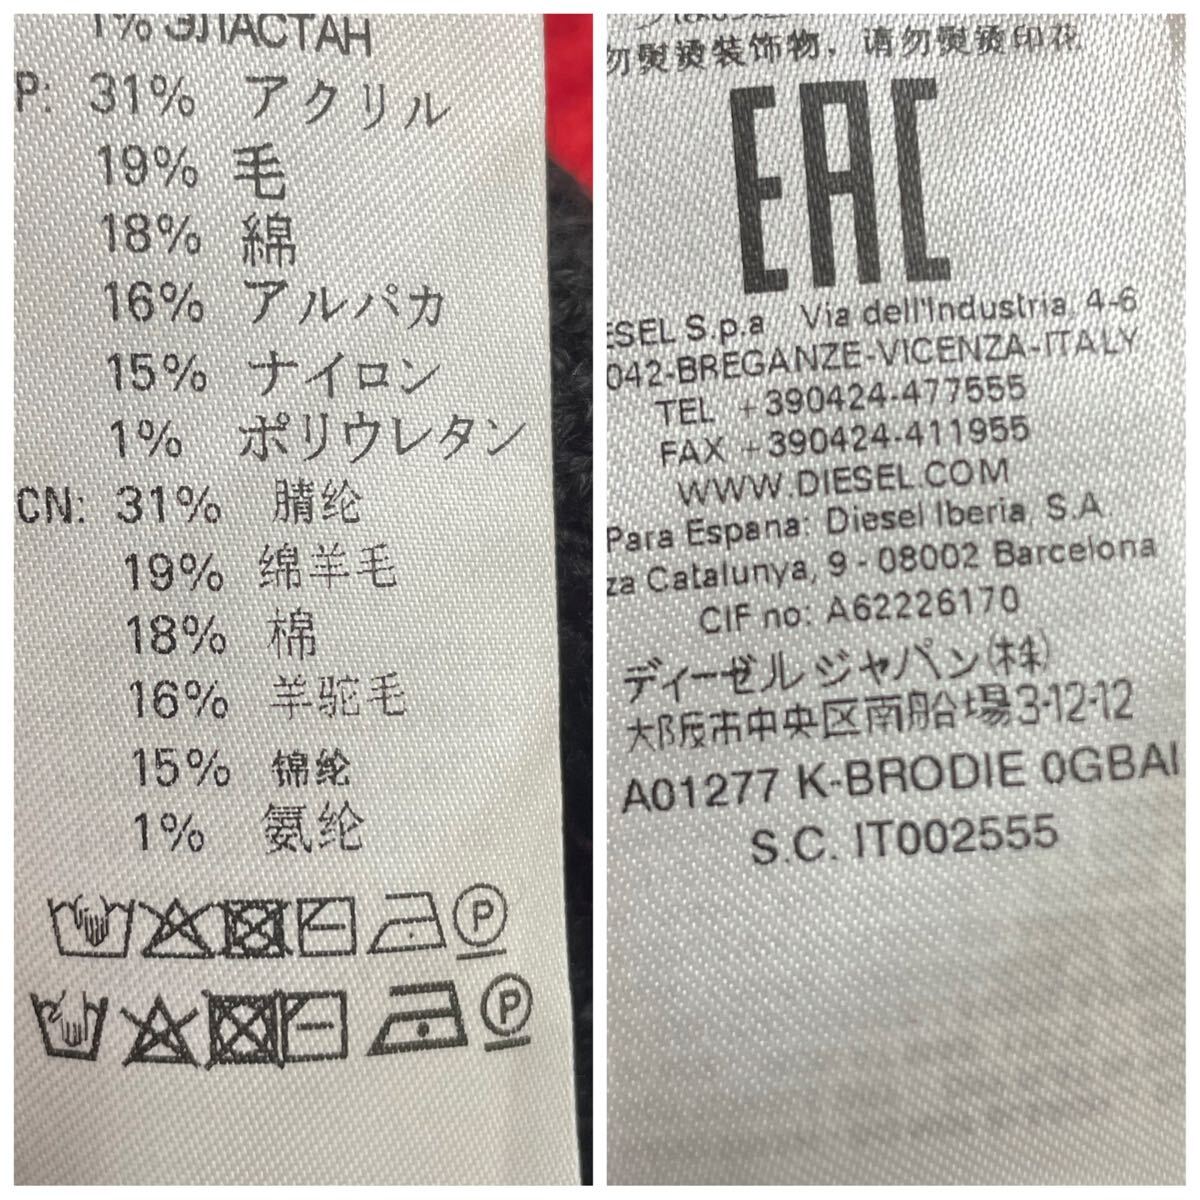 1% ЭЛАСТАН
P: 31% アクリル
19% 毛
18% 綿
16% アルパカ
15% ナイロン
1% ポリウレタン
CN: 31% 腈纶
19% 绵羊毛
18% 棉
16% 羊驼毛
15% 锦纶
1% 氨纶
P
P
勿熨烫装饰物，请勿熨烫印花
EAC
ESEL S.p.a Via dell'Industria, 4-6
042-BREGANZE-VICENZA-ITALY
TEL +390424-477555
FAX +390424-411955
WWW.DIESEL.COM
Para Espana: Diesel Iberia, S.A.
za Catalunya, 9 - 08002 Barcelona
CIF no: A62226170
ディーゼルジャパン(株)
大阪市中央区南船場3-12-12
A01277 K-BRODIE 0GBAI
S.C. IT002555